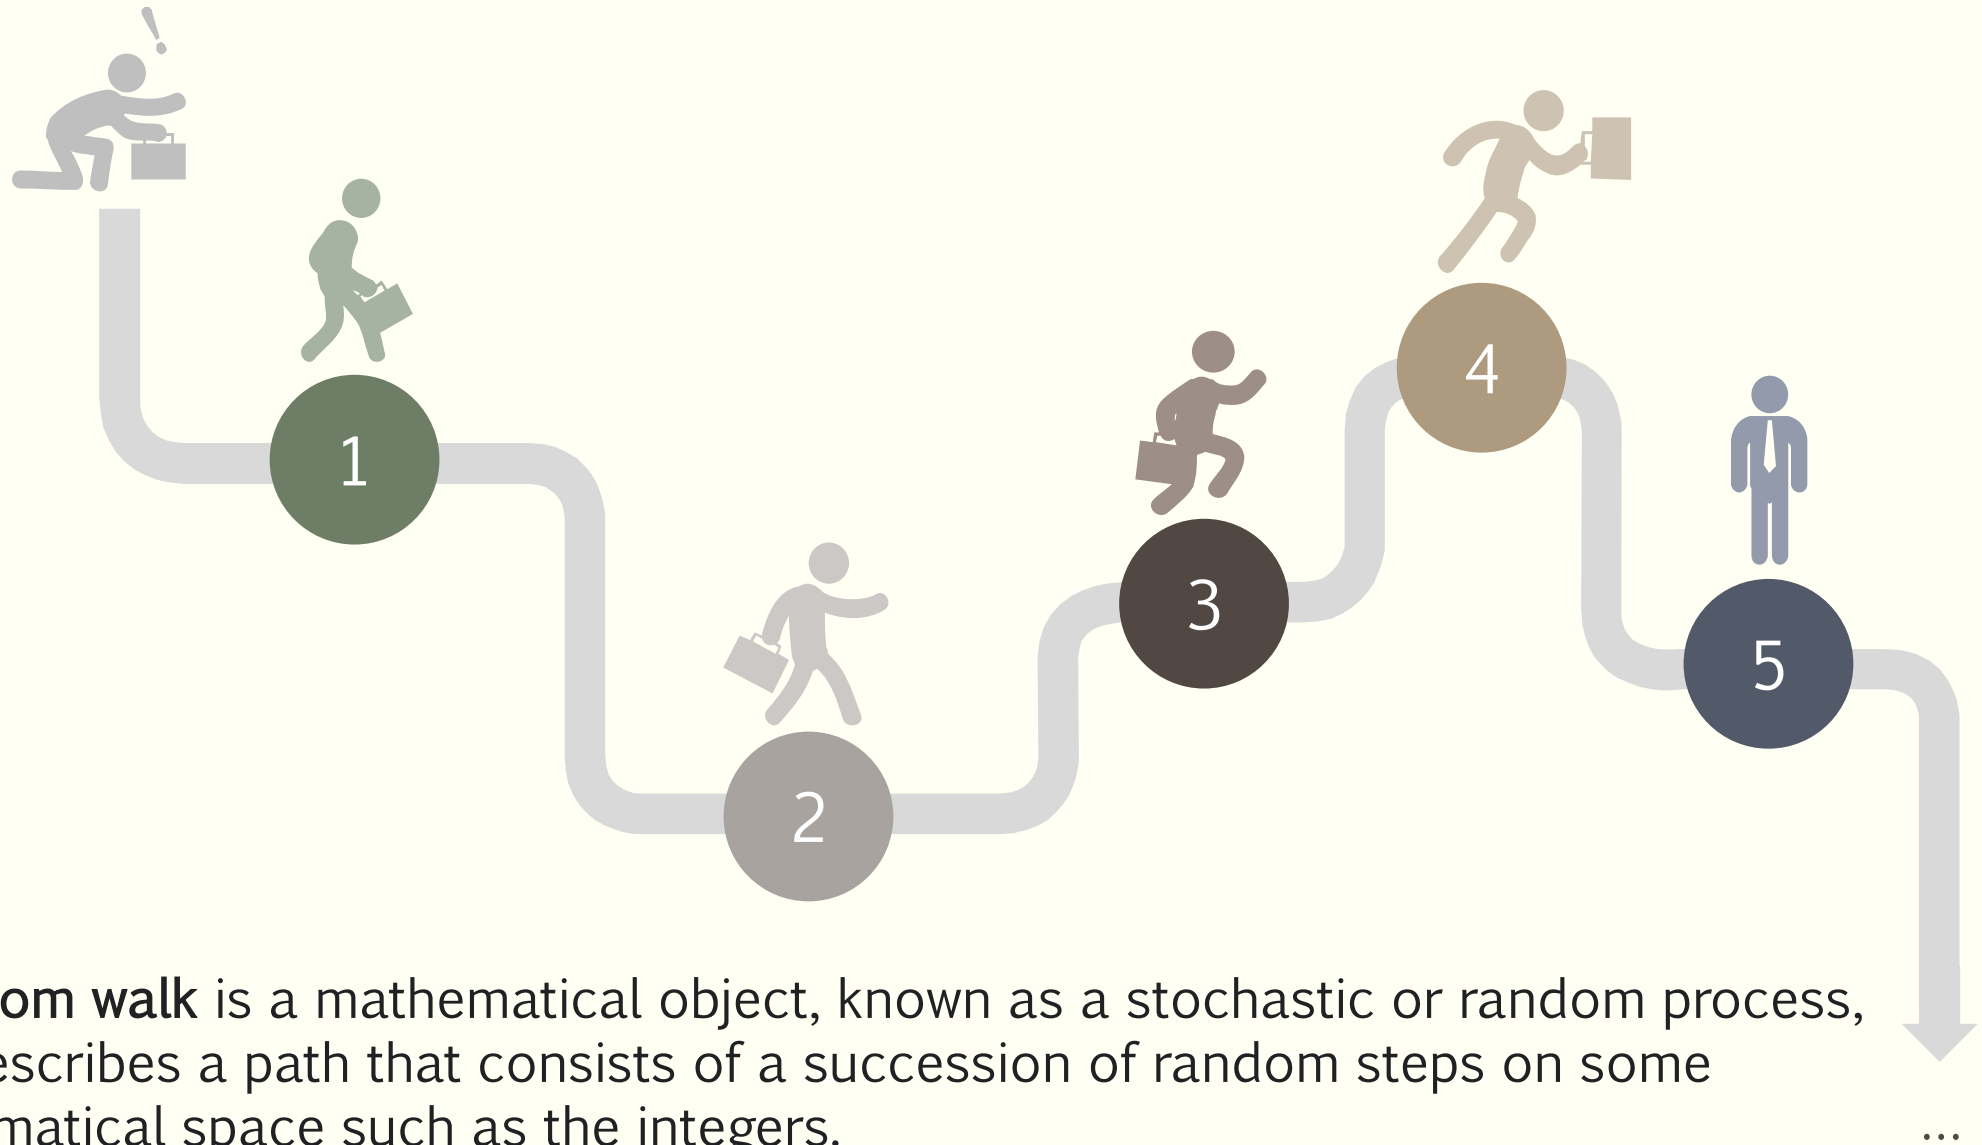 1
2
3
4
5
om walk is a mathematical object, known as a stochastic or random process,
escribes a path that consists of a succession of random steps on some
matical space such as the integers.
...